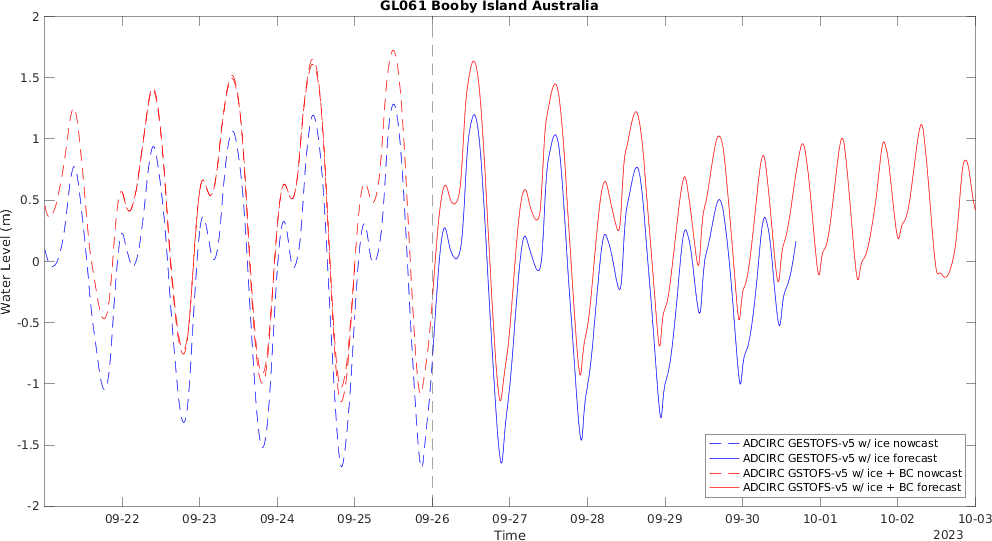 GL061 Booby Island Australia
Water Level (m)
2
1.5
1
0.5
0
-0.5
-1
-1.5
-2
ADCIRC GESTOFS-v5 w/ ice nowcast
ADCIRC GESTOFS-v5 w/ ice forecast
ADCIRC GSTOFS-v5 w/ ice + BC nowcast
ADCIRC GSTOFS-v5 w/ ice + BC forecast
09-22 09-23 09-24 09-25 09-26 09-27 09-28 09-29 09-30 10-01 10-02 10-03
Time
2023